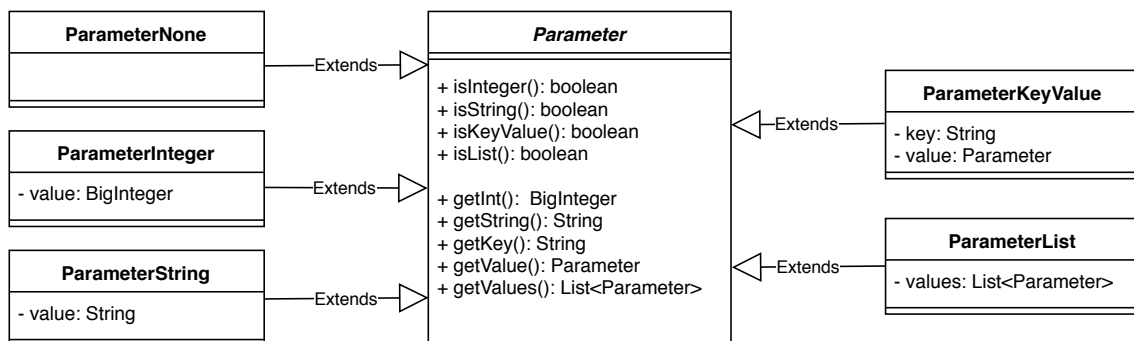 ParameterNone
Extends
ParameterInteger
- value: BigInteger
Extends
ParameterString
- value: String
Extends
Parameter
+ isInteger(): boolean
+ isString(): boolean
+ isKeyValue(): boolean
+ isList(): boolean
+ getInt(): BigInteger
+ getString(): String
+ getKey(): String
+ getValue(): Parameter
+ getValues(): List<Parameter>
Extends
ParameterKeyValue
- key: String
- value: Parameter
Extends
ParameterList
- values: List<Parameter>